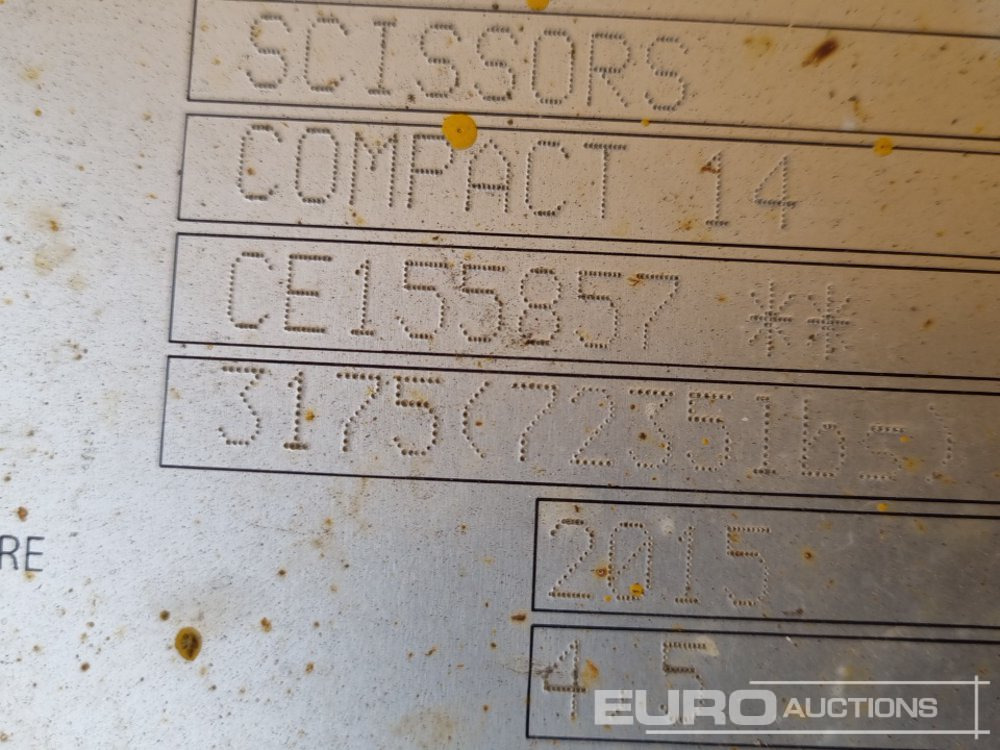 SCISSORS
COMPACT 14
CE155857 **
3175(7235lbs)
2015
RE
4.5
EURO AUCTIONS